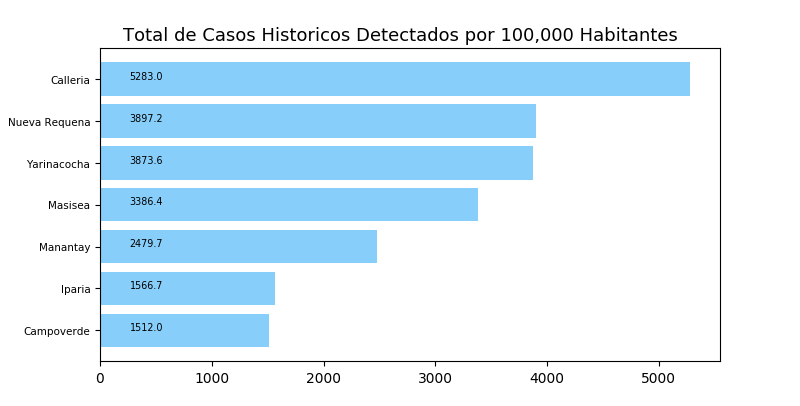 Total de Casos Historicos Detectados por 100,000 Habitantes
Calleria 5283.0
Nueva Requena 3897.2
Yarinacocha 3873.6
Masisea 3386.4
Manantay 2479.7
Iparia 1566.7
Campoverde 1512.0
0 1000 2000 3000 4000 5000